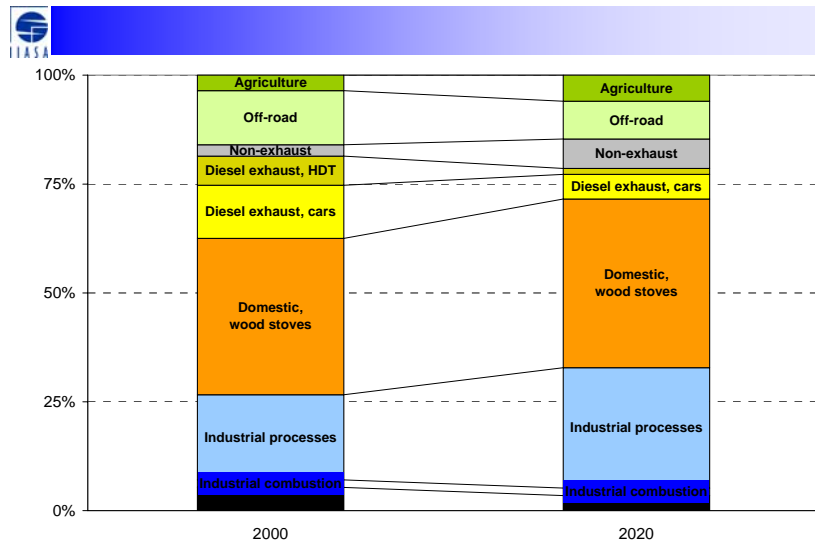 IIASA
100%
75%
50%
25%
0%
Agriculture
Off-road
Non-exhaust
Diesel exhaust, HDT
Diesel exhaust, cars
Domestic,
wood stoves
Industrial processes
Industrial combustion
2000
Agriculture
Off-road
Non-exhaust
Diesel exhaust, cars
Domestic,
wood stoves
Industrial processes
Industrial combustion
2020